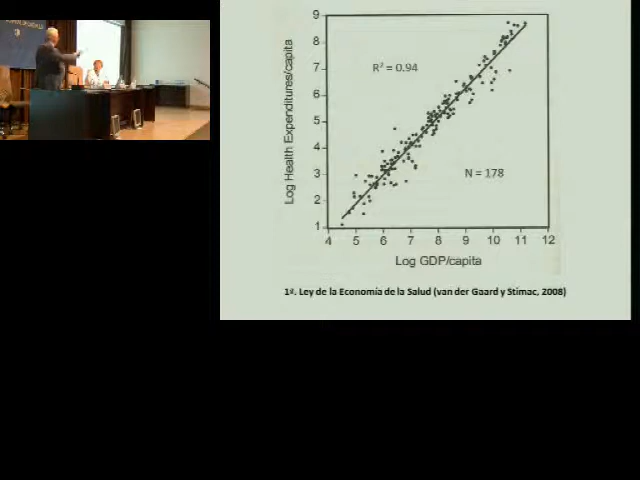 9
8
7
6
5
4
3
2
1
Log Health Expenditures/capita
R² = 0.94
N = 178
4 5 6 7 8 9 10 11 12
Log GDP/capita
1ª. Ley de la Economía de la Salud (van der Gaard y Stimac, 2008)